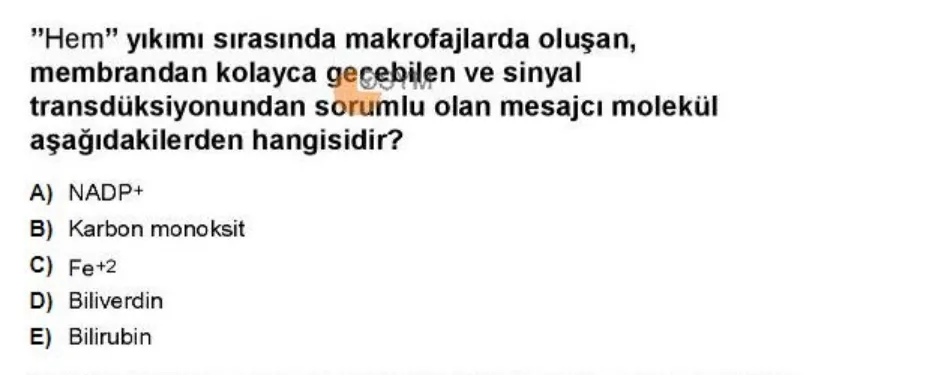 ”Hem” yıkımı sırasında makrofajlarda oluşan,
membrandan kolayca geçebilen ve sinyal
transdüksiyonundan sorumlu olan mesajcı molekül
aşağıdakilerden hangisidir?
A) NADP+
B) Karbon monoksit
C) Fe+2
D) Biliverdin
E) Bilirubin